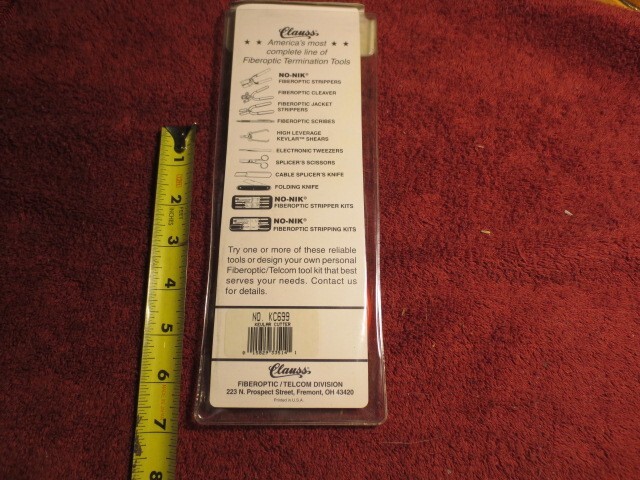 Clauss®
★ ★ America's most ★ ★
complete line of
Fiberoptic Termination Tools
NO-NIK®
FIBEROPTIC STRIPPERS
FIBEROPTIC CLEAVER
FIBEROPTIC JACKET
STRIPPERS
FIBEROPTIC SCRIBES
HIGH LEVERAGE
KEVLAR™ SHEARS
ELECTRONIC TWEEZERS
SPLICER'S SCISSORS
CABLE SPLICER'S KNIFE
FOLDING KNIFE
NO-NIK®
FIBEROPTIC STRIPPER KITS
NO-NIK®
FIBEROPTIC STRIPPING KITS
Try one or more of these reliable
tools or design your own personal
Fiberoptic/Telcom tool kit that best
serves your needs. Contact us
for details.
NO. KC699
KEVLAR CUTTER
Clauss®
FIBEROPTIC / TELCOM DIVISION
223 N. Prospect Street, Fremont, OH 43420
Printed in U.S.A.
1
2
INCHES
3
4
5
6
7
8